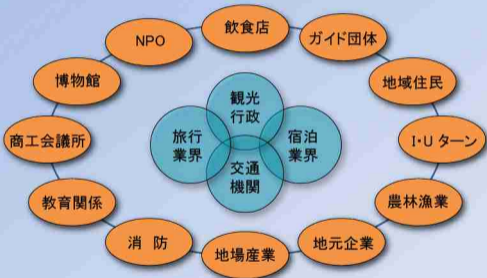 飲食店
NPO
ガイド団体
博物館
地域住民
観光
行政
商工会議所
旅行
業界
宿泊
業界
I・Uターン
交通
機関
教育関係
農林漁業
消 防
地元企業
地場産業